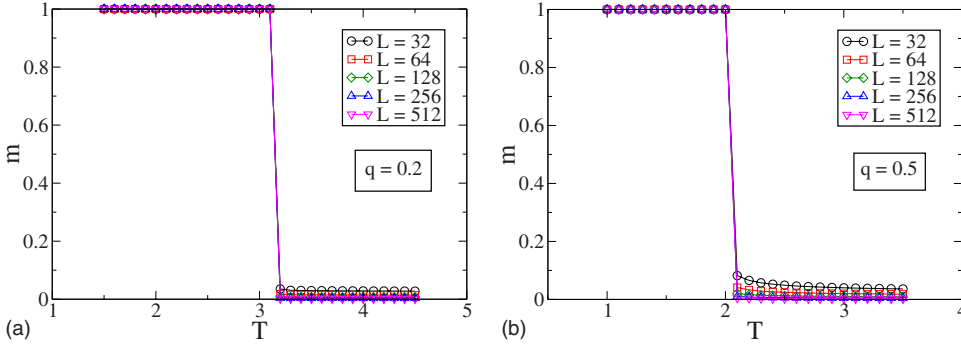 1
0.8
0.6
0.4
0.2
0
m
1
2
3
4
5
T
L = 32
L = 64
L = 128
L = 256
L = 512
q = 0.2
(a)
1
0.8
0.6
0.4
0.2
0
m
1
2
3
4
T
L = 32
L = 64
L = 128
L = 256
L = 512
q = 0.5
(b)